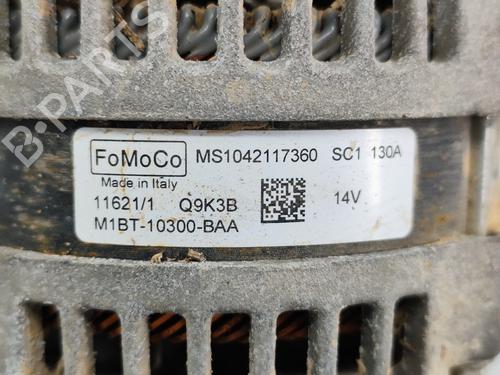 B-PARTS
FoMoCo MS1042117360 SC1 130A
Made in Italy
11621/1 Q9K3B 14V
M1BT-10300-BAA